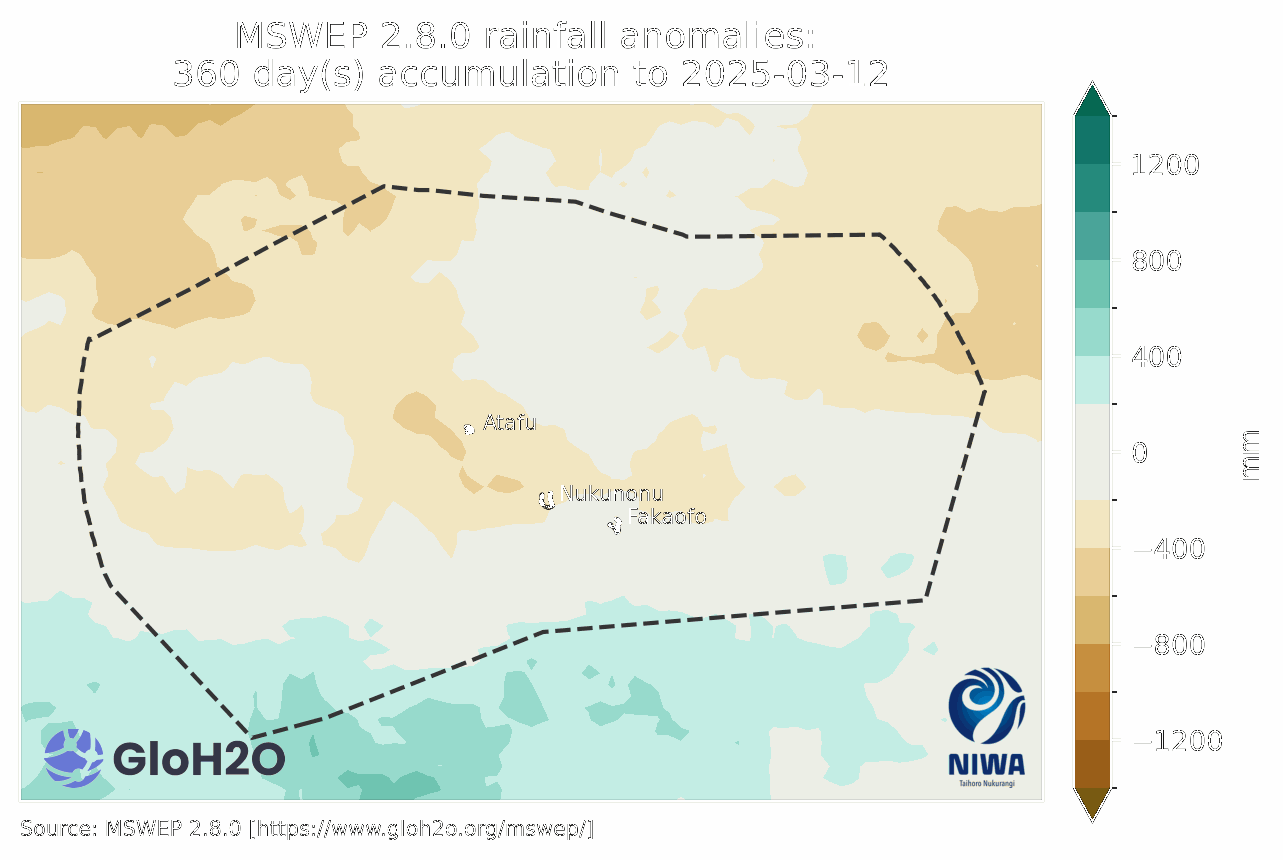 MSWEP 2.8.0 rainfall anomalies:
360 day(s) accumulation to 2025-03-12
1200
800
400
0
−400
−800
−1200
mm
Atafu
Nukunonu
Fakaofo
GloH2O
NIWA
Taihoro Nukurangi
Source: MSWEP 2.8.0 [https://www.gloh2o.org/mswep/]